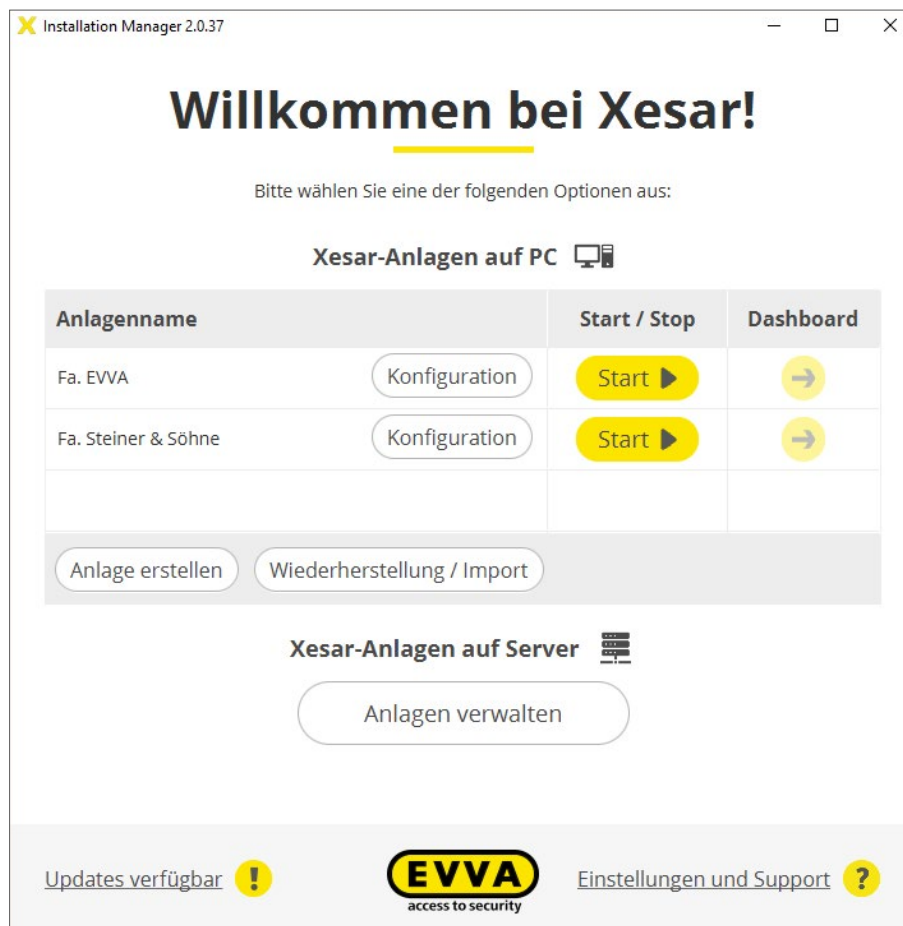 Installation Manager 2.0.37
Willkommen bei Xesar!
Bitte wählen Sie eine der folgenden Optionen aus:
Xesar-Anlagen auf PC
Anlagenname Start / Stop Dashboard
Fa. EVVA Konfiguration Start
Fa. Steiner & Söhne Konfiguration Start
Anlage erstellen Wiederherstellung / Import
Xesar-Anlagen auf Server
Anlagen verwalten
Updates verfügbar ! EVVA Einstellungen und Support ?
access to security